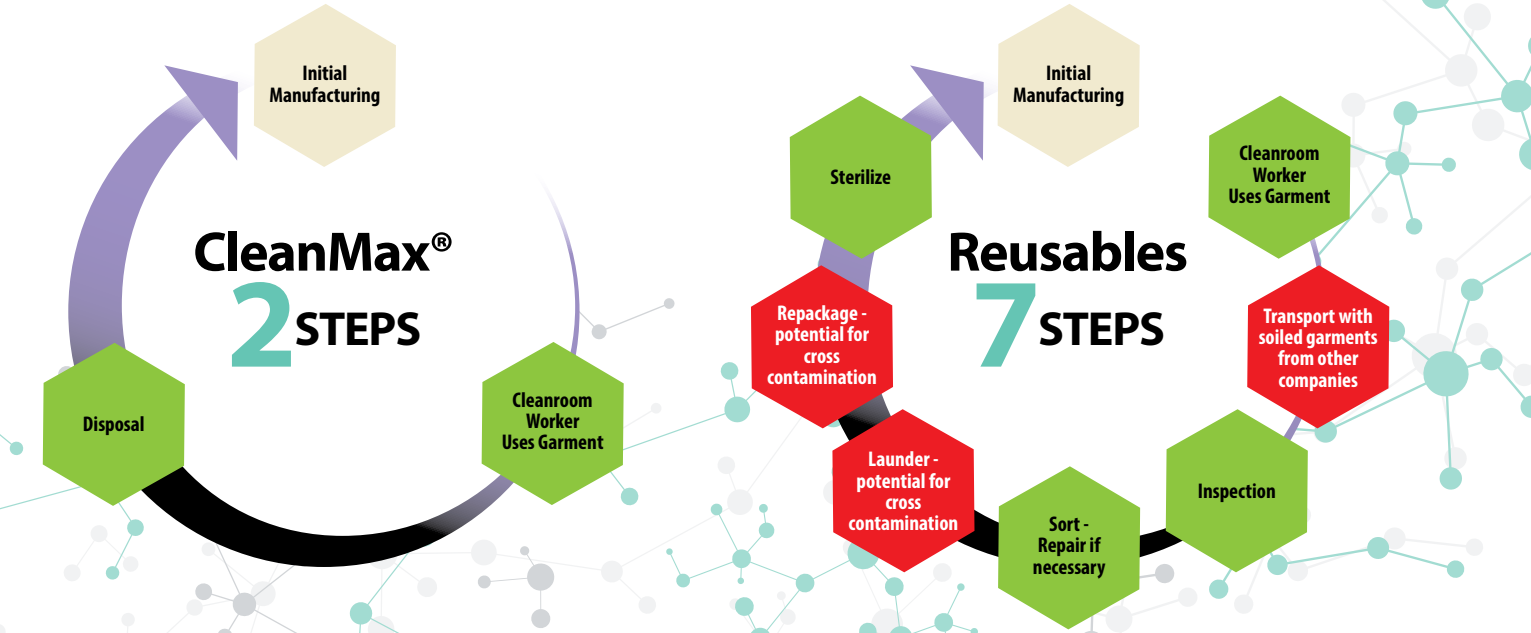 Initial
Manufacturing
CleanMax®
2 STEPS
Disposal
Cleanroom
Worker
Uses Garment
Initial
Manufacturing
Sterilize
Cleanroom
Worker
Uses Garment
Reusables
7 STEPS
Repackage -
potential for
cross
contamination
Transport with
soiled garments
from other
companies
Launder -
potential for
cross
contamination
Inspection
Sort -
Repair if
necessary